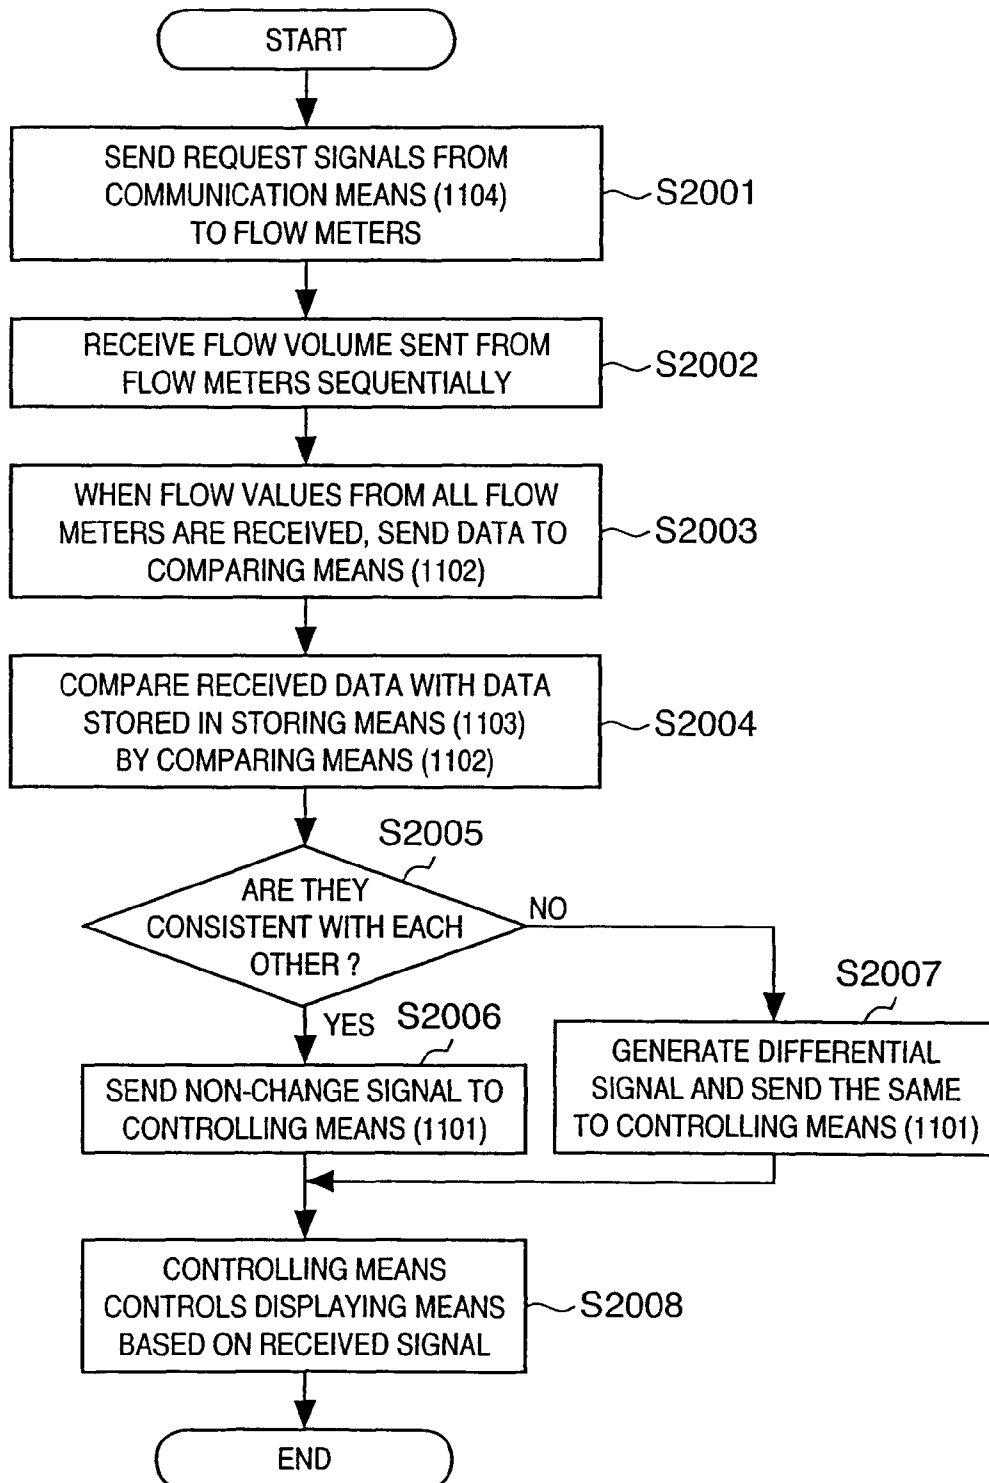 START
SEND REQUEST SIGNALS FROM
COMMUNICATION MEANS (1104)
TO FLOW METERS
S2001
RECEIVE FLOW VOLUME SENT FROM
FLOW METERS SEQUENTIALLY
S2002
WHEN FLOW VALUES FROM ALL FLOW
METERS ARE RECEIVED, SEND DATA TO
COMPARING MEANS (1102)
S2003
COMPARE RECEIVED DATA WITH DATA
STORED IN STORING MEANS (1103)
BY COMPARING MEANS (1102)
S2004
S2005
ARE THEY
CONSISTENT WITH EACH
OTHER ?
NO
YES
S2006
SEND NON-CHANGE SIGNAL TO
CONTROLLING MEANS (1101)
S2007
GENERATE DIFFERENTIAL
SIGNAL AND SEND THE SAME
TO CONTROLLING MEANS (1101)
CONTROLLING MEANS
CONTROLS DISPLAYING MEANS
BASED ON RECEIVED SIGNAL
S2008
END